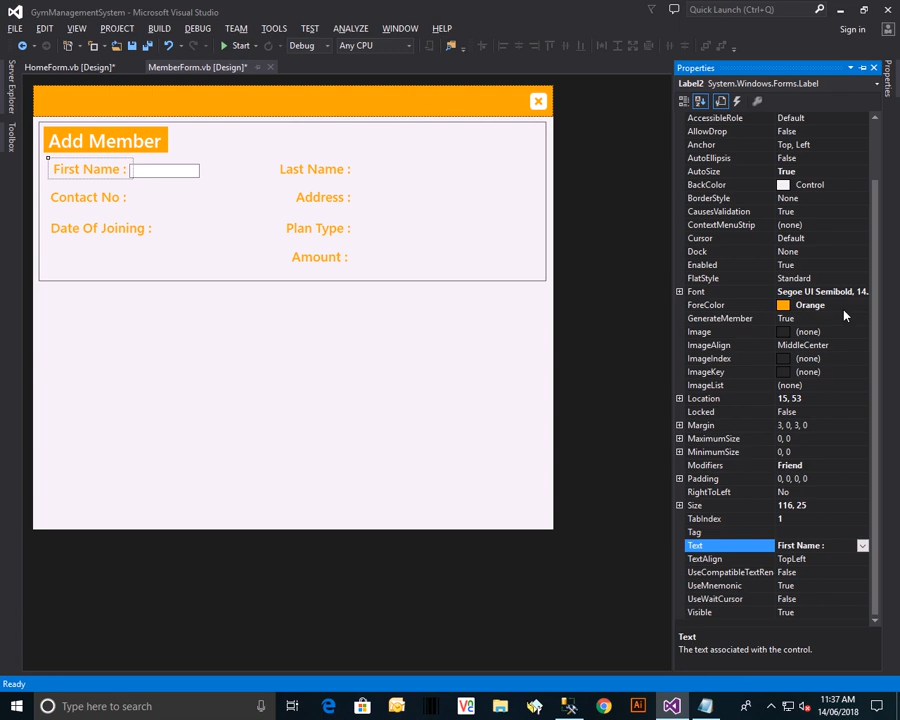 GymManagementSystem - Microsoft Visual Studio
Quick Launch (Ctrl+Q)
FILE EDIT VIEW PROJECT BUILD DEBUG TEAM TOOLS TEST ANALYZE WINDOW HELP
Sign in
Start Debug Any CPU
HomeForm.vb [Design]* MemberForm.vb [Design]*
Server Explorer
Toolbox
Add Member
First Name :
Last Name :
Contact No :
Address :
Date Of Joining :
Plan Type :
Amount :
Properties
Properties
Label2 System.Windows.Forms.Label
AccessibleRole Default
AllowDrop False
Anchor Top, Left
AutoEllipsis False
AutoSize True
BackColor Control
BorderStyle None
CausesValidation True
ContextMenuStrip (none)
Cursor Default
Dock None
Enabled True
FlatStyle Standard
Font Segoe UI Semibold, 14.
ForeColor Orange
GenerateMember True
Image (none)
ImageAlign MiddleCenter
ImageIndex (none)
ImageKey (none)
ImageList (none)
Location 15, 53
Locked False
Margin 3, 0, 3, 0
MaximumSize 0, 0
MinimumSize 0, 0
Modifiers Friend
Padding 0, 0, 0, 0
RightToLeft No
Size 116, 25
TabIndex 1
Tag
Text First Name :
TextAlign TopLeft
UseCompatibleTextRen False
UseMnemonic True
UseWaitCursor False
Visible True
Text
The text associated with the control.
Ready
Type here to search
Ai
11:37 AM
14/06/2018